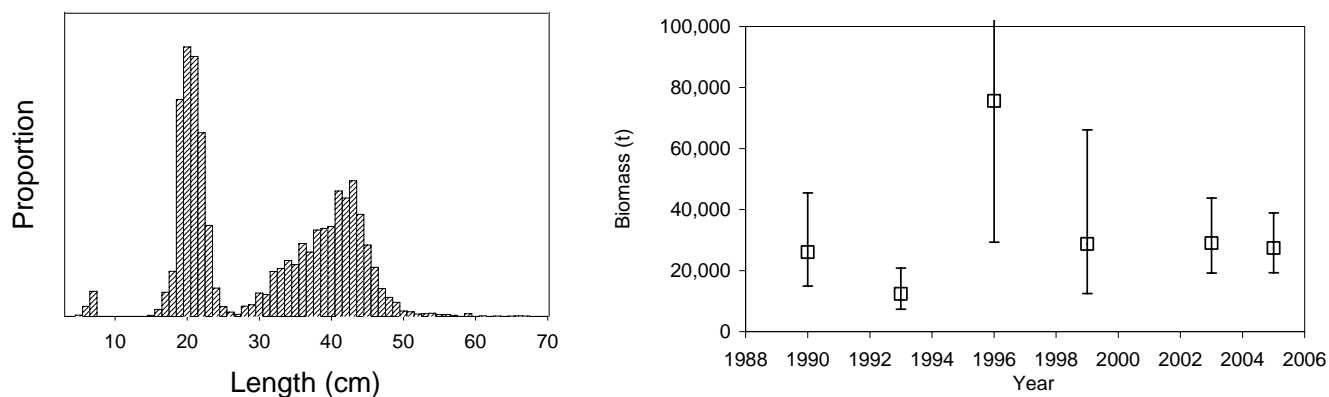 Proportion
10 20 30 40 50 60 70
Length (cm)
100,000
80,000
60,000
40,000
20,000
0
Biomass (t)
1988 1990 1992 1994 1996 1998 2000 2002 2004 2006
Year